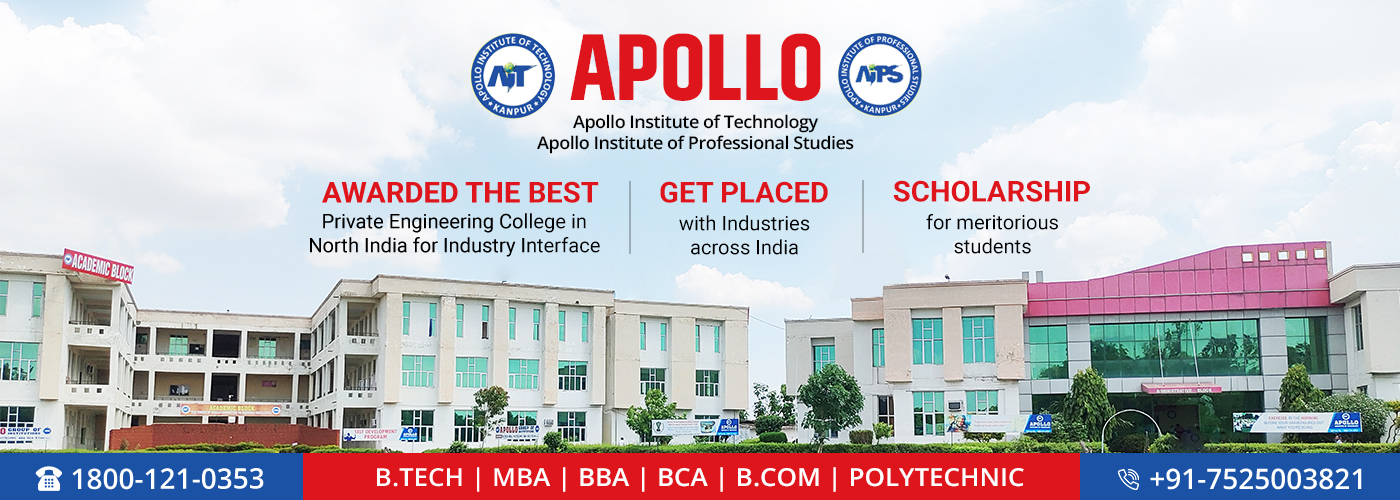 APOLLO INSTITUTE OF TECHNOLOGY
AIT
KANPUR
APOLLO
APOLLO INSTITUTE OF PROFESSIONAL STUDIES
AIPS
KANPUR
Apollo Institute of Technology
Apollo Institute of Professional Studies
AWARDED THE BEST
Private Engineering College in
North India for Industry Interface
GET PLACED
with Industries
across India
SCHOLARSHIP
for meritorious
students
ACADEMIC BLOCK
ACADEMIC BLOCK
SELF DEVELOPMENT
PROGRAM
APOLLO
APOLLO
APOLLO
APOLLO
1800-121-0353
B.TECH | MBA | BBA | BCA | B.COM | POLYTECHNIC
+91-7525003821